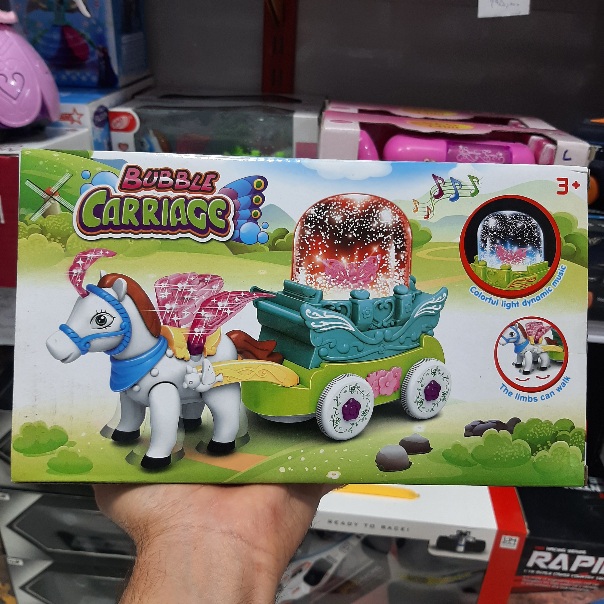 BUBBLE
CARRIAGE
3+
Colorful light dynamic music
The limbs can walk
READY TO RACE!
RAPI